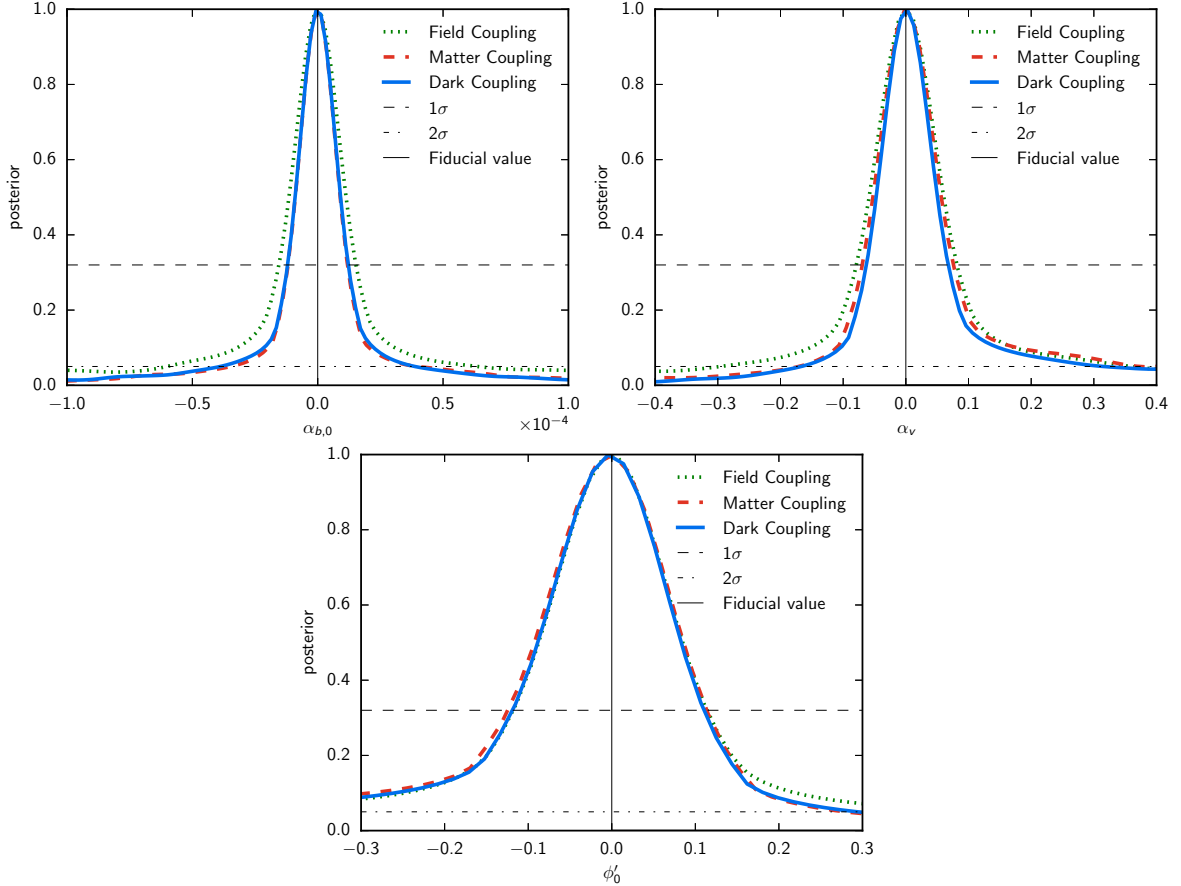 1.0
0.8
0.6
0.4
0.2
0.0
posterior
−1.0
−0.5
0.0
0.5
1.0
α_{b,0}
×10^{−4}
Field Coupling
Matter Coupling
Dark Coupling
1σ
2σ
Fiducial value
1.0
0.8
0.6
0.4
0.2
0.0
posterior
−0.4
−0.3
−0.2
−0.1
0.0
0.1
0.2
0.3
0.4
α_v
Field Coupling
Matter Coupling
Dark Coupling
1σ
2σ
Fiducial value
1.0
0.8
0.6
0.4
0.2
0.0
posterior
−0.3
−0.2
−0.1
0.0
0.1
0.2
0.3
ϕ′_0
Field Coupling
Matter Coupling
Dark Coupling
1σ
2σ
Fiducial value